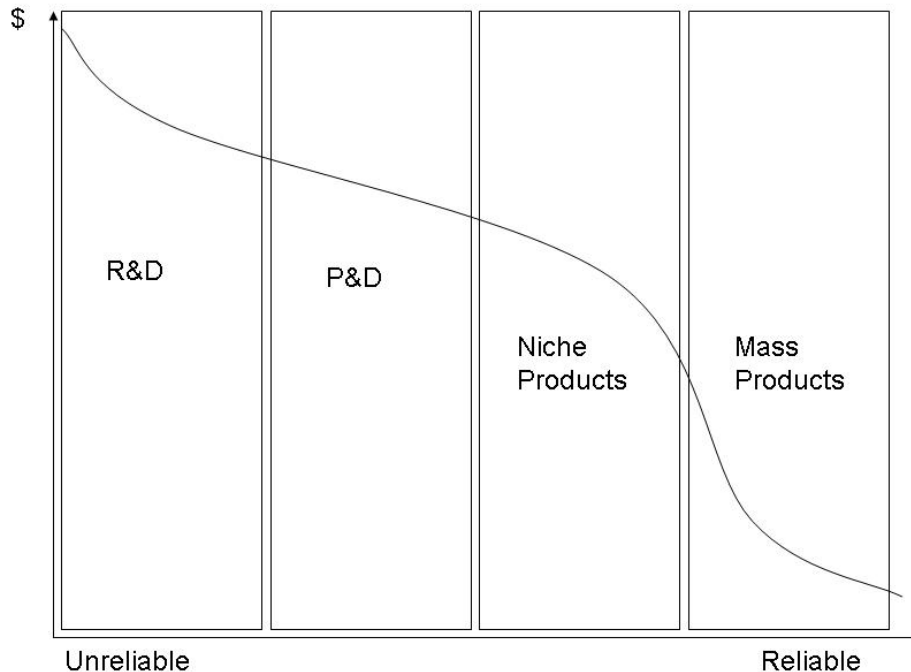 $
R&D
P&D
Niche
Products
Mass
Products
Unreliable
Reliable